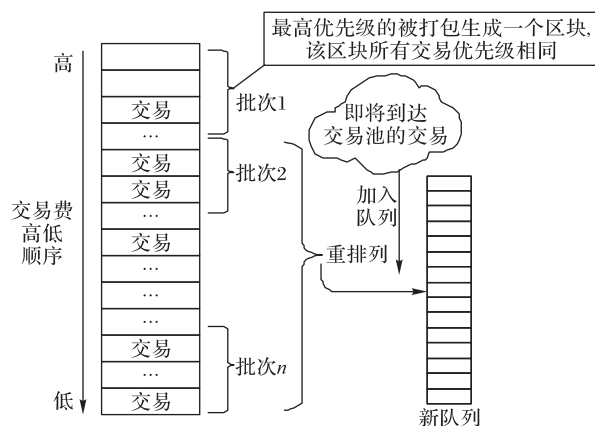 最高优先级的被打包生成一个区块,
该区块所有交易优先级相同
高
交易
批次1
…
即将到达
交易池的交易
交易
批次2
交易
…
加入
队列
交易费
高低
顺序
交易
重排列
…
…
…
交易
批次n
…
低
交易
新队列